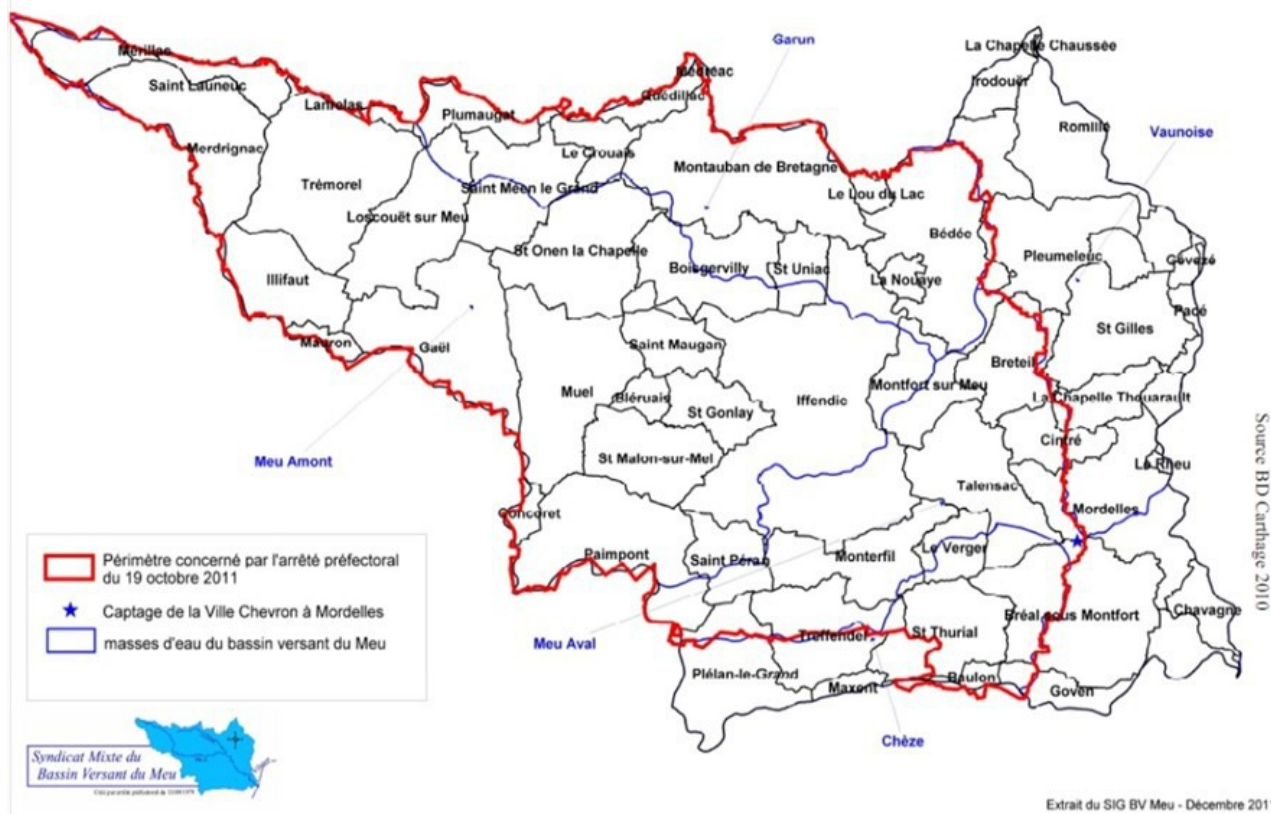 Garun
La Chapelle Chaussée
Mérillac
Médréac
Saint Launeuc
Irodouër
Quédillac
Lanrelas
Plumaugat
Romillé
Vaunoise
Merdrignac
Le Crouais
Montauban de Bretagne
Trémorel
Saint Méen le Grand
Le Lou du Lac
Loscouët sur Meu
Bédée
St Onen la Chapelle
Pleumeleuc
Gevezé
Boisgervilly
St Uniac
Illifaut
La Nouaye
Pacé
St Gilles
Mauron
Gaël
Saint Maugan
Breteil
Montfort sur Meu
Muel
Bléruais
Iffendic
La Chapelle Thouarault
St Gonlay
Cintré
St Malon-sur-Mel
Le Rheu
Meu Amont
Talensac
Mordelles
Concoret
Paimpont
Saint Péran
Monterfil
Le Verger
Chavagne
Bréal sous Montfort
Meu Aval
Treffendel
St Thurial
Plélan-le-Grand
Maxent
Baulon
Goven
Chèze
Périmètre concerné par l'arrêté préfectoral
du 19 octobre 2011
Captage de la Ville Chevron à Mordelles
masses d'eau du bassin versant du Meu
Syndicat Mixte du
Bassin Versant du Meu
Source BD Carthage 2010
Extrait du SIG BV Meu - Décembre 201